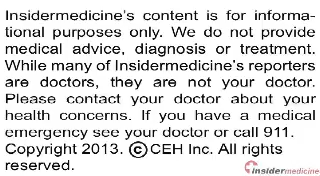 Insidermedicine's content is for informa-
tional purposes only. We do not provide
medical advice, diagnosis or treatment.
While many of Insidermedicine's reporters
are doctors, they are not your doctor.
Please contact your doctor about your
health concerns. If you have a medical
emergency see your doctor or call 911.
Copyright 2013. ©CEH Inc. All rights
reserved.
insidermedicine